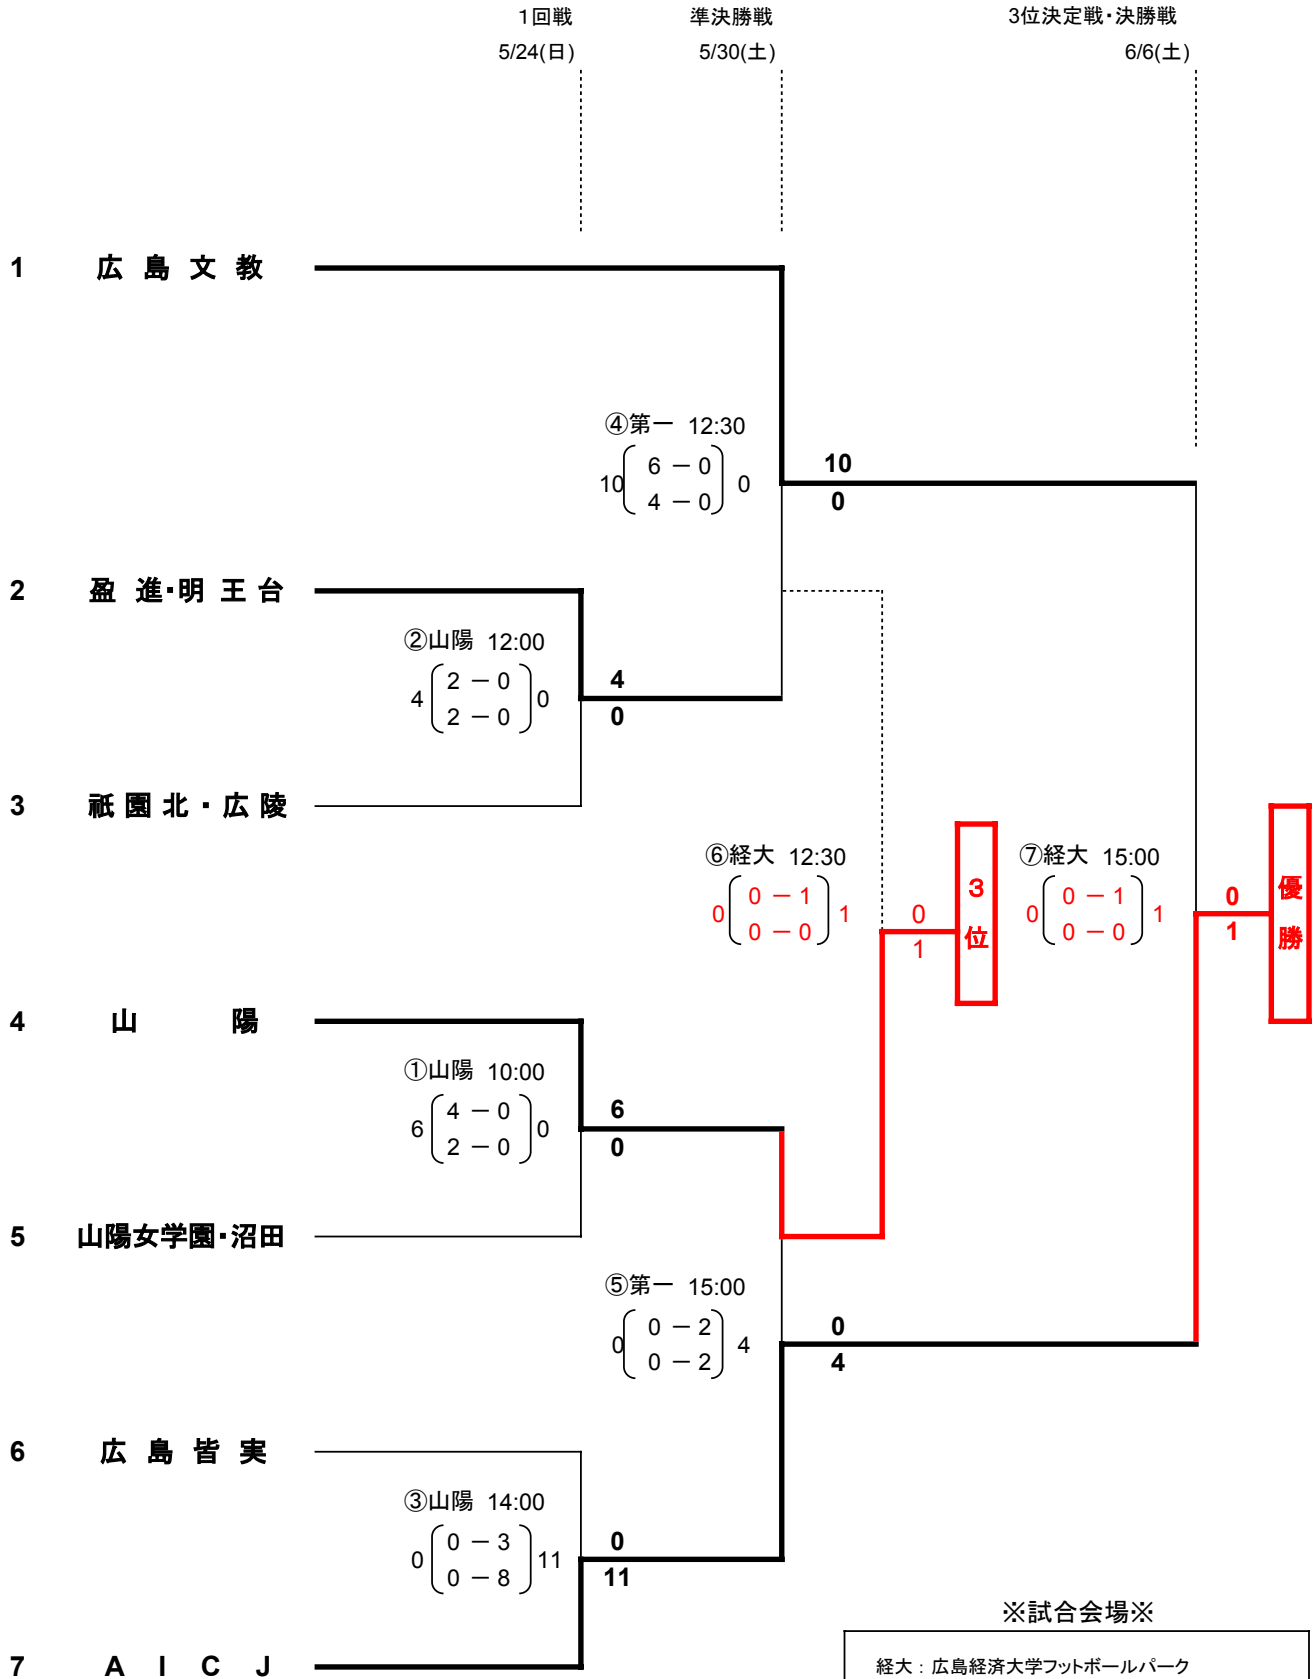 1回戦 準決勝戦 3位決定戦・決勝戦
5/24(日) 5/30(土) 6/6(土)
1 広島文教
④第一 12:30
10 6 － 0 0
4 － 0
10
0
2 盈進・明王台
②山陽 12:00
4 2 － 0 0
2 － 0
4
0
3 祇園北・広陵
⑥経大 12:30
0 0 － 1 1
0 － 0
0
1
3位
⑦経大 15:00
0 0 － 1 1
0 － 0
0
1
優勝
4 山陽
①山陽 10:00
6 4 － 0 0
2 － 0
6
0
5 山陽女学園・沼田
⑤第一 15:00
0 0 － 2 4
0 － 2
0
4
6 広島皆実
③山陽 14:00
0 0 － 3 11
0 － 8
0
11
7 AICJ
※試合会場※
経大：広島経済大学フットボールパーク